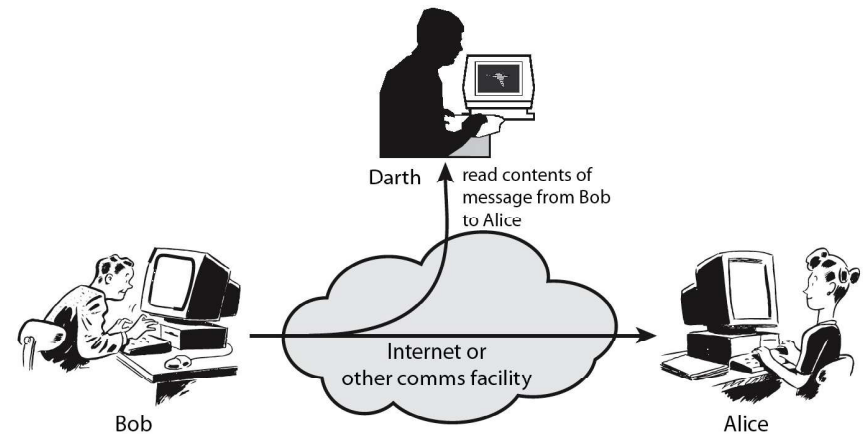 Darth
read contents of
message from Bob
to Alice
Internet or
other comms facility
Bob
Alice